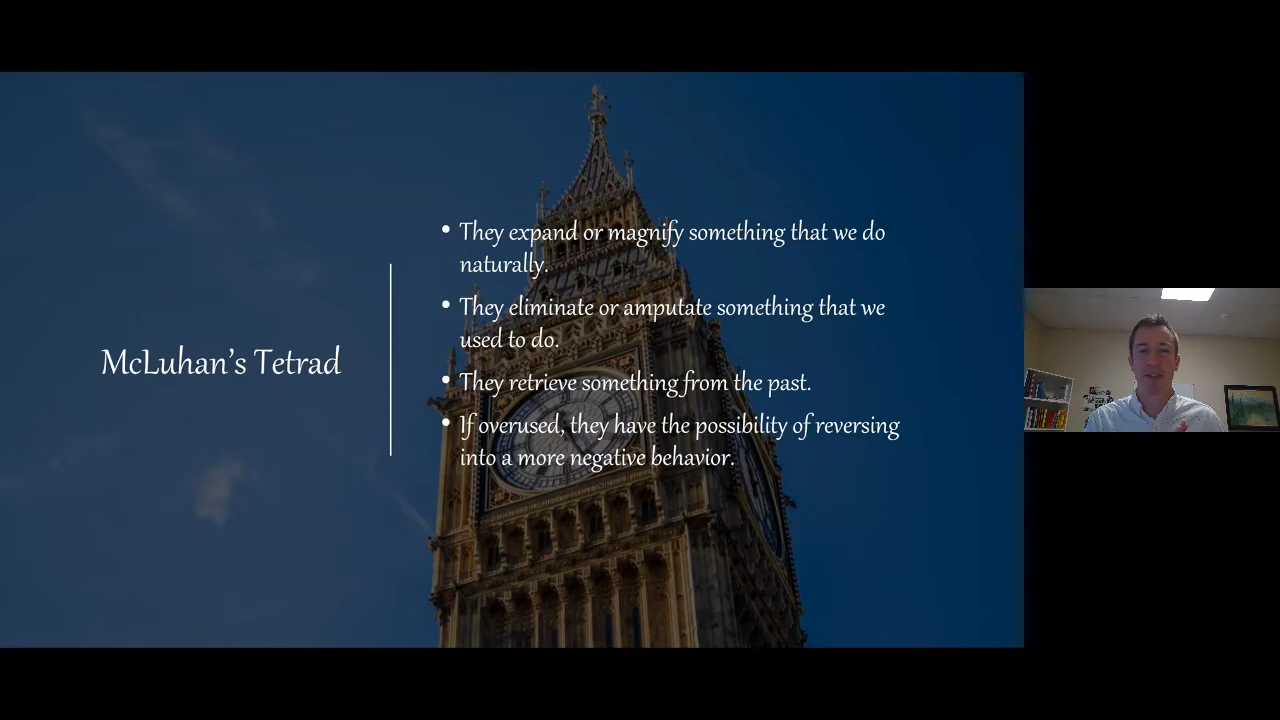 McLuhan’s Tetrad
• They expand or magnify something that we do
naturally.
• They eliminate or amputate something that we
used to do.
• They retrieve something from the past.
• If overused, they have the possibility of reversing
into a more negative behavior.